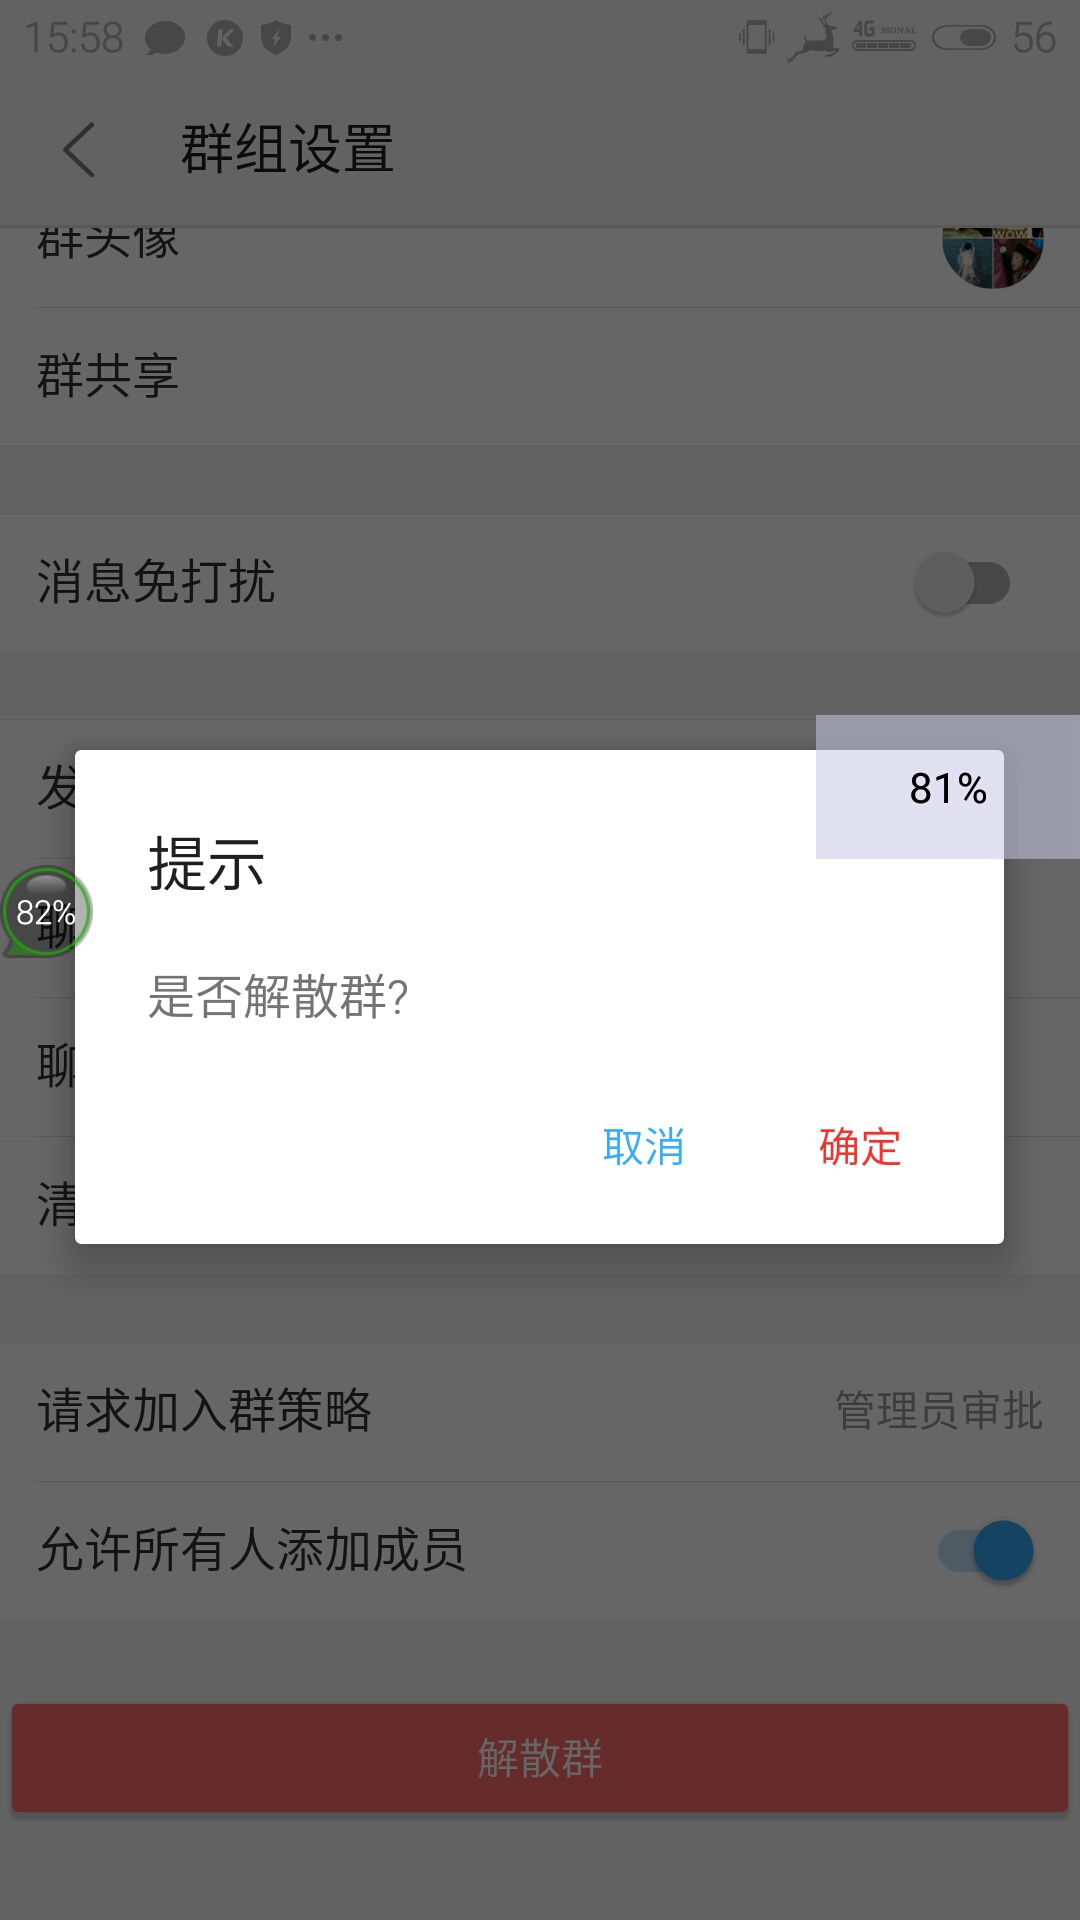 15:58
4G SIGNAL
56
群组设置
群头像
WOW
群共享
消息免打扰
发
81%
提示
82%
聊
是否解散群?
聊
取消
确定
清
请求加入群策略
管理员审批
允许所有人添加成员
解散群